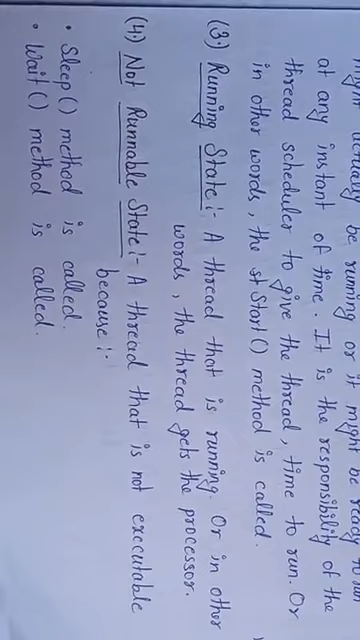 might actually be running or it might be ready to run
at any instant of time. It is the responsibility of the
thread scheduler to give the thread, time to run. Or
in other words, the st Start() method is called.
(3.) Running State:- A thread that is running. Or in other
words, the thread gets the processor.
(4.) Not Runnable State:- A thread that is not executable
because:-
• Sleep() method is called.
• Wait() method is called.